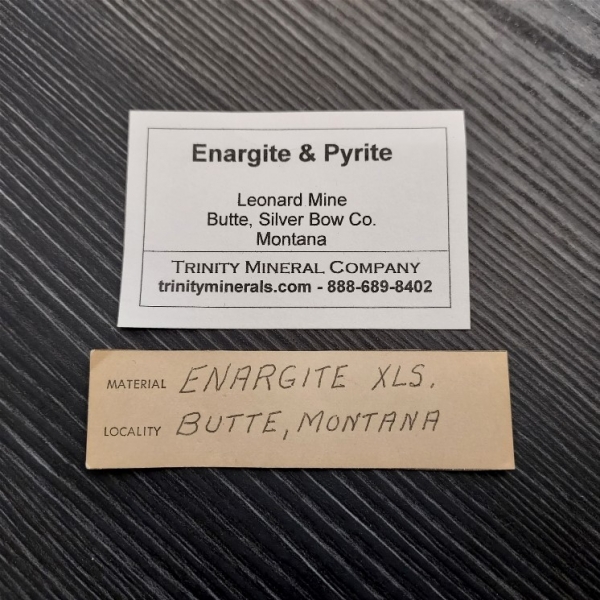 Enargite & Pyrite
Leonard Mine
Butte, Silver Bow Co.
Montana
TRINITY MINERAL COMPANY
trinityminerals.com - 888-689-8402
MATERIAL ENARGITE XLS.
LOCALITY BUTTE, MONTANA